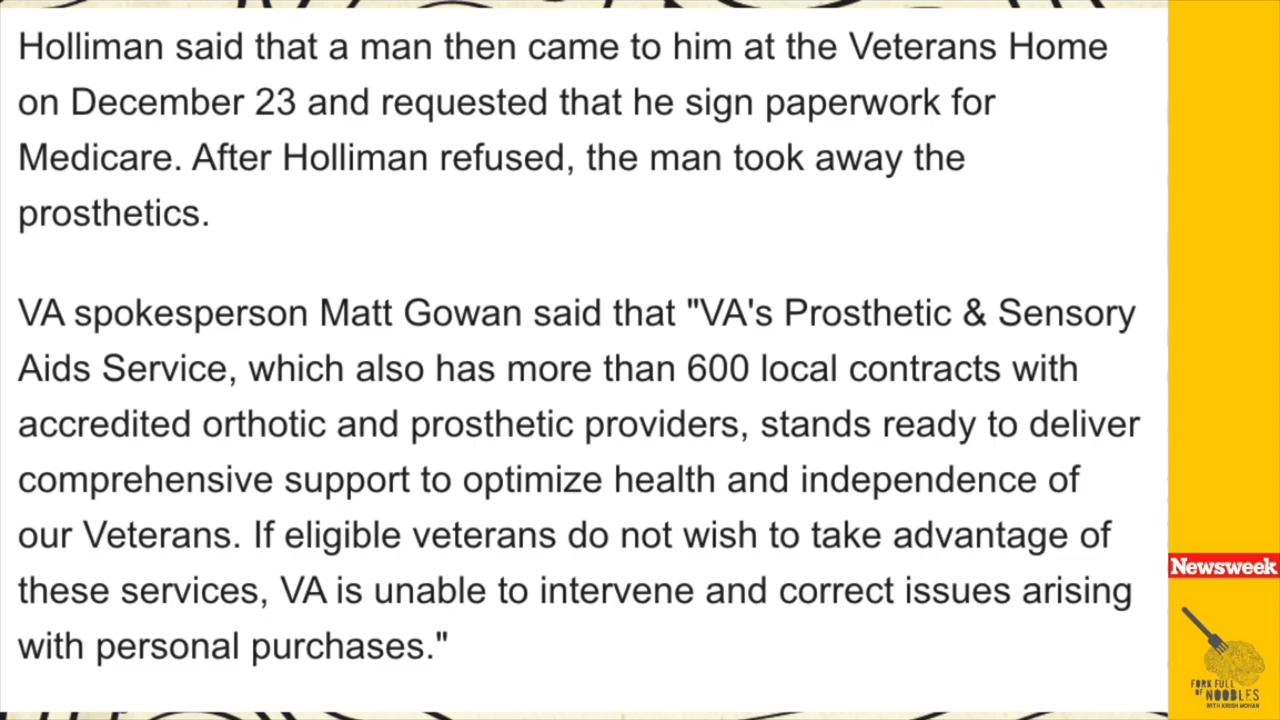 Holliman said that a man then came to him at the Veterans Home
on December 23 and requested that he sign paperwork for
Medicare. After Holliman refused, the man took away the
prosthetics.
VA spokesperson Matt Gowan said that "VA's Prosthetic & Sensory
Aids Service, which also has more than 600 local contracts with
accredited orthotic and prosthetic providers, stands ready to deliver
comprehensive support to optimize health and independence of
our Veterans. If eligible veterans do not wish to take advantage of
these services, VA is unable to intervene and correct issues arising
with personal purchases."
Newsweek
FORK FULL
OF NOODLES
WITH KRISH MOHAN